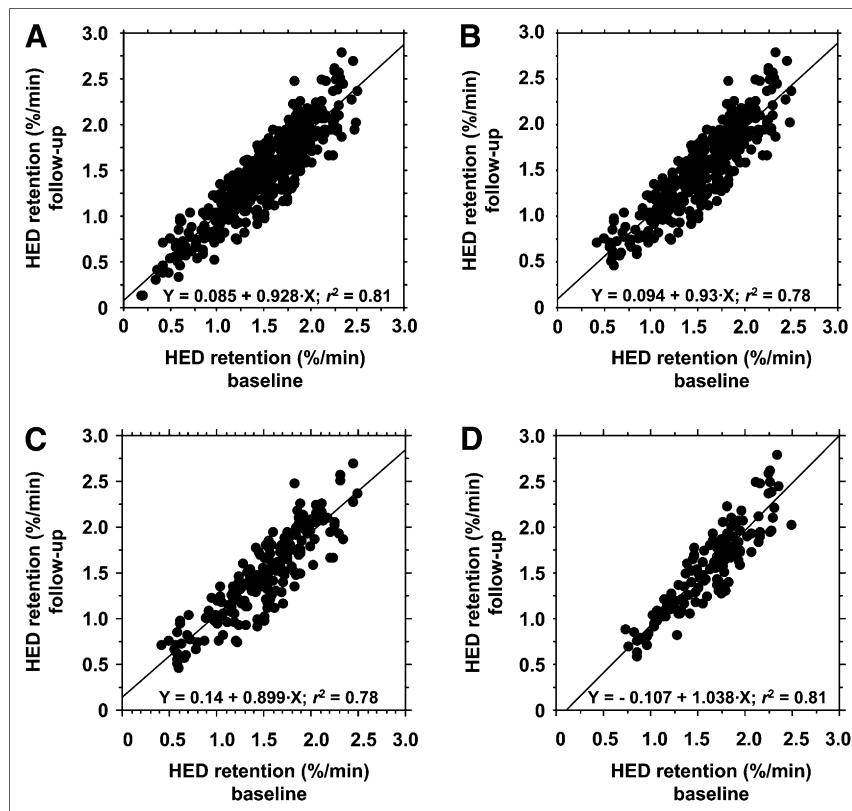 A
3.0
2.5
2.0
1.5
1.0
0.5
0
HED retention (%/min)
follow-up
Y = 0.085 + 0.928·X; r² = 0.81
0 0.5 1.0 1.5 2.0 2.5 3.0
HED retention (%/min)
baseline
B
3.0
2.5
2.0
1.5
1.0
0.5
0
HED retention (%/min)
follow-up
Y = 0.094 + 0.93·X; r² = 0.78
0 0.5 1.0 1.5 2.0 2.5 3.0
HED retention (%/min)
baseline
C
3.0
2.5
2.0
1.5
1.0
0.5
0
HED retention (%/min)
follow-up
Y = 0.14 + 0.899·X; r² = 0.78
0 0.5 1.0 1.5 2.0 2.5 3.0
HED retention (%/min)
baseline
D
3.0
2.5
2.0
1.5
1.0
0.5
0
HED retention (%/min)
follow-up
Y = - 0.107 + 1.038·X; r² = 0.81
0 0.5 1.0 1.5 2.0 2.5 3.0
HED retention (%/min)
baseline